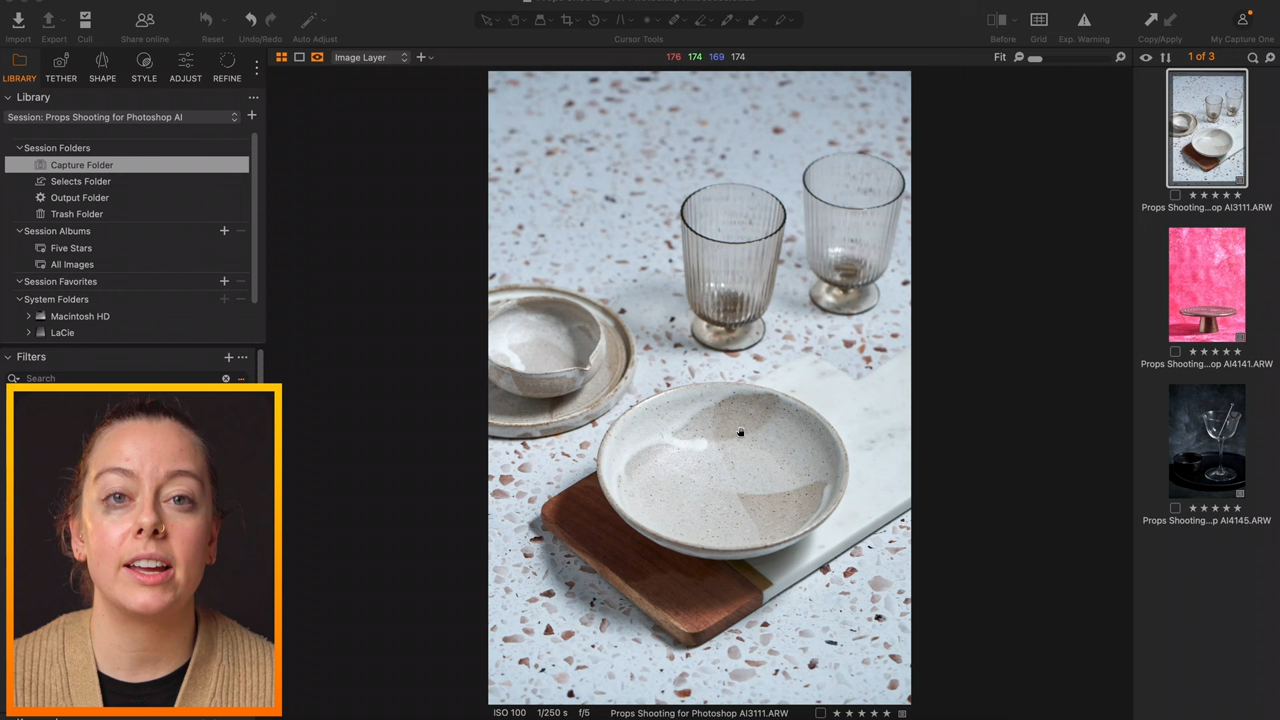 Import
Export
Cull
Share online
Reset
Undo/Redo
Auto Adjust
Cursor Tools
Before
Grid
Exp. Warning
Copy/Apply
My Capture One
LIBRARY
TETHER
SHAPE
STYLE
ADJUST
REFINE
Image Layer
176 174 169 174
Fit
1 of 3
Library
Session: Props Shooting for Photoshop AI
Session Folders
Capture Folder
Selects Folder
Output Folder
Trash Folder
Session Albums
Five Stars
All Images
Session Favorites
System Folders
Macintosh HD
LaCie
Filters
Search
Props Shooting...op AI3111.ARW
Props Shooting...op AI4141.ARW
Props Shooting...p AI4145.ARW
ISO 100 1/250 s f/5 Props Shooting for Photoshop AI3111.ARW